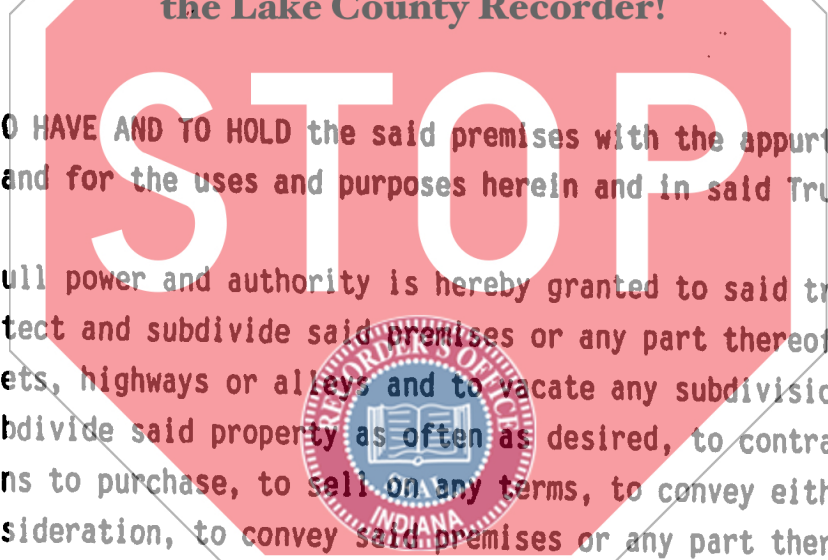 the Lake County Recorder!
STOP
O HAVE AND TO HOLD the said premises with the appurt
and for the uses and purposes herein and in said Tru
ull power and authority is hereby granted to said tr
tect and subdivide said premises or any part thereof
ets, highways or alleys and to vacate any subdivisio
bdivide said property as often as desired, to contra
ns to purchase, to sell on any terms, to convey eith
sideration, to convey said premises or any part ther
RECORDER'S OFFICE
INDIANA